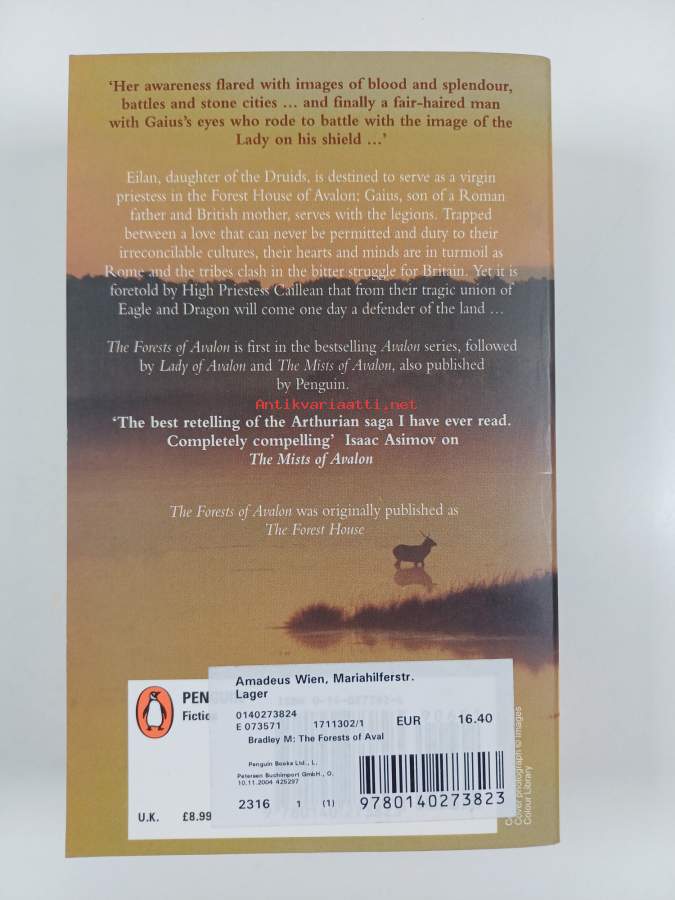 ‘Her awareness flared with images of blood and splendour,
battles and stone cities … and finally a fair-haired man
with Gaius’s eyes who rode to battle with the image of the
Lady on his shield …’
Eilan, daughter of the Druids, is destined to serve as a virgin
priestess in the Forest House of Avalon; Gaius, son of a Roman
father and British mother, serves with the legions. Trapped
between a love that can never be permitted and duty to their
irreconcilable cultures, their hearts and minds are in turmoil as
Rome and the tribes clash in the bitter struggle for Britain. Yet it is
foretold by High Priestess Caillean that from their tragic union of
Eagle and Dragon will come one day a defender of the land …
The Forests of Avalon is first in the bestselling Avalon series, followed
by Lady of Avalon and The Mists of Avalon, also published
by Penguin.
Antikvariaatti.net
‘The best retelling of the Arthurian saga I have ever read.
Completely compelling’ Isaac Asimov on
The Mists of Avalon
The Forests of Avalon was originally published as
The Forest House
PEN
Fiction
Amadeus Wien, Mariahilferstr.
Lager
0140273824
E 073571 1711302/1 EUR 16.40
Bradley M: The Forests of Aval
Penguin Books Ltd., L.
Petersen Buchimport GmbH., O.
10.11.2004 425297
2316 1 (1)
9780140273823
U.K. £8.99
Cover photograph © Images
Colour Library